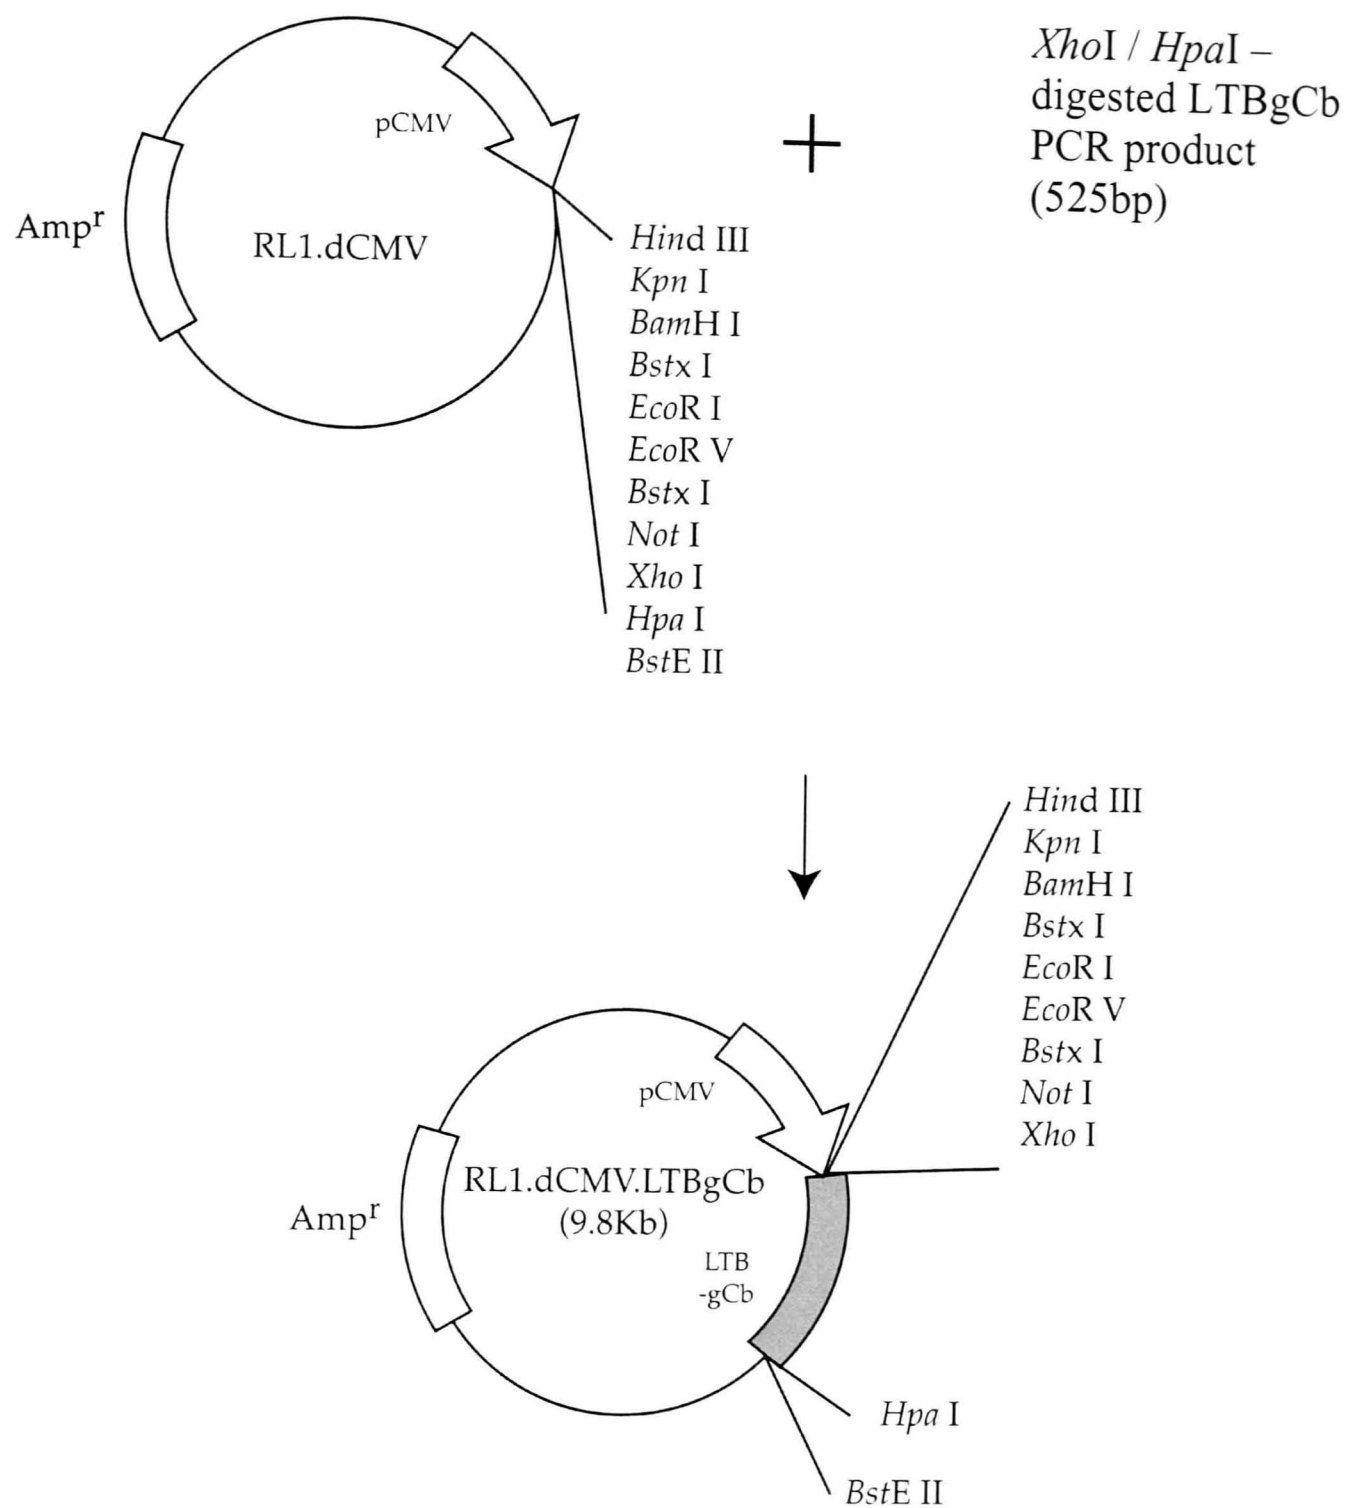 XhoI / HpaI –
digested LTBgCb
PCR product
(525bp)
pCMV
+
Ampʳ
RL1.dCMV
Hind III
Kpn I
BamH I
Bstx I
EcoR I
EcoR V
Bstx I
Not I
Xho I
Hpa I
BstE II
Hind III
Kpn I
BamH I
Bstx I
EcoR I
EcoR V
Bstx I
Not I
Xho I
pCMV
RL1.dCMV.LTBgCb
(9.8Kb)
Ampʳ
LTB
-gCb
Hpa I
BstE II